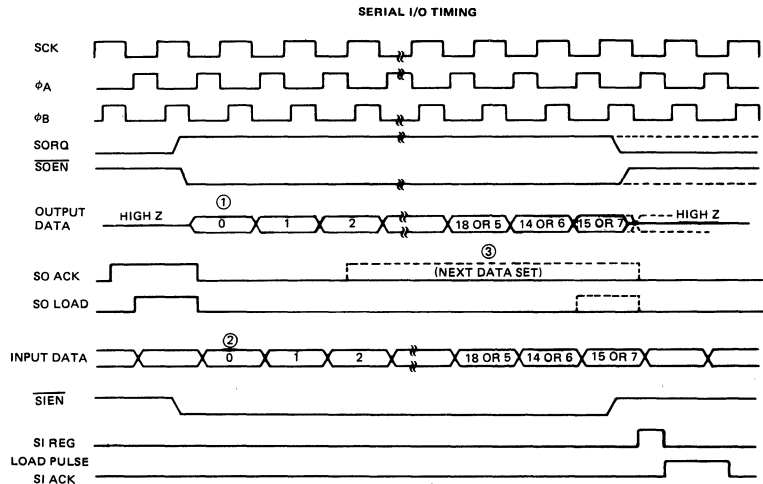 SERIAL I/O TIMING
SCK
φA
φB
SORQ
SOEN
OUTPUT DATA HIGH Z ① 0 1 2 18 OR 5 14 OR 6 15 OR 7 HIGH Z
③
SO ACK (NEXT DATA SET)
SO LOAD
②
INPUT DATA 0 1 2 18 OR 5 14 OR 6 15 OR 7
SIEN
SI REG
LOAD PULSE
SI ACK